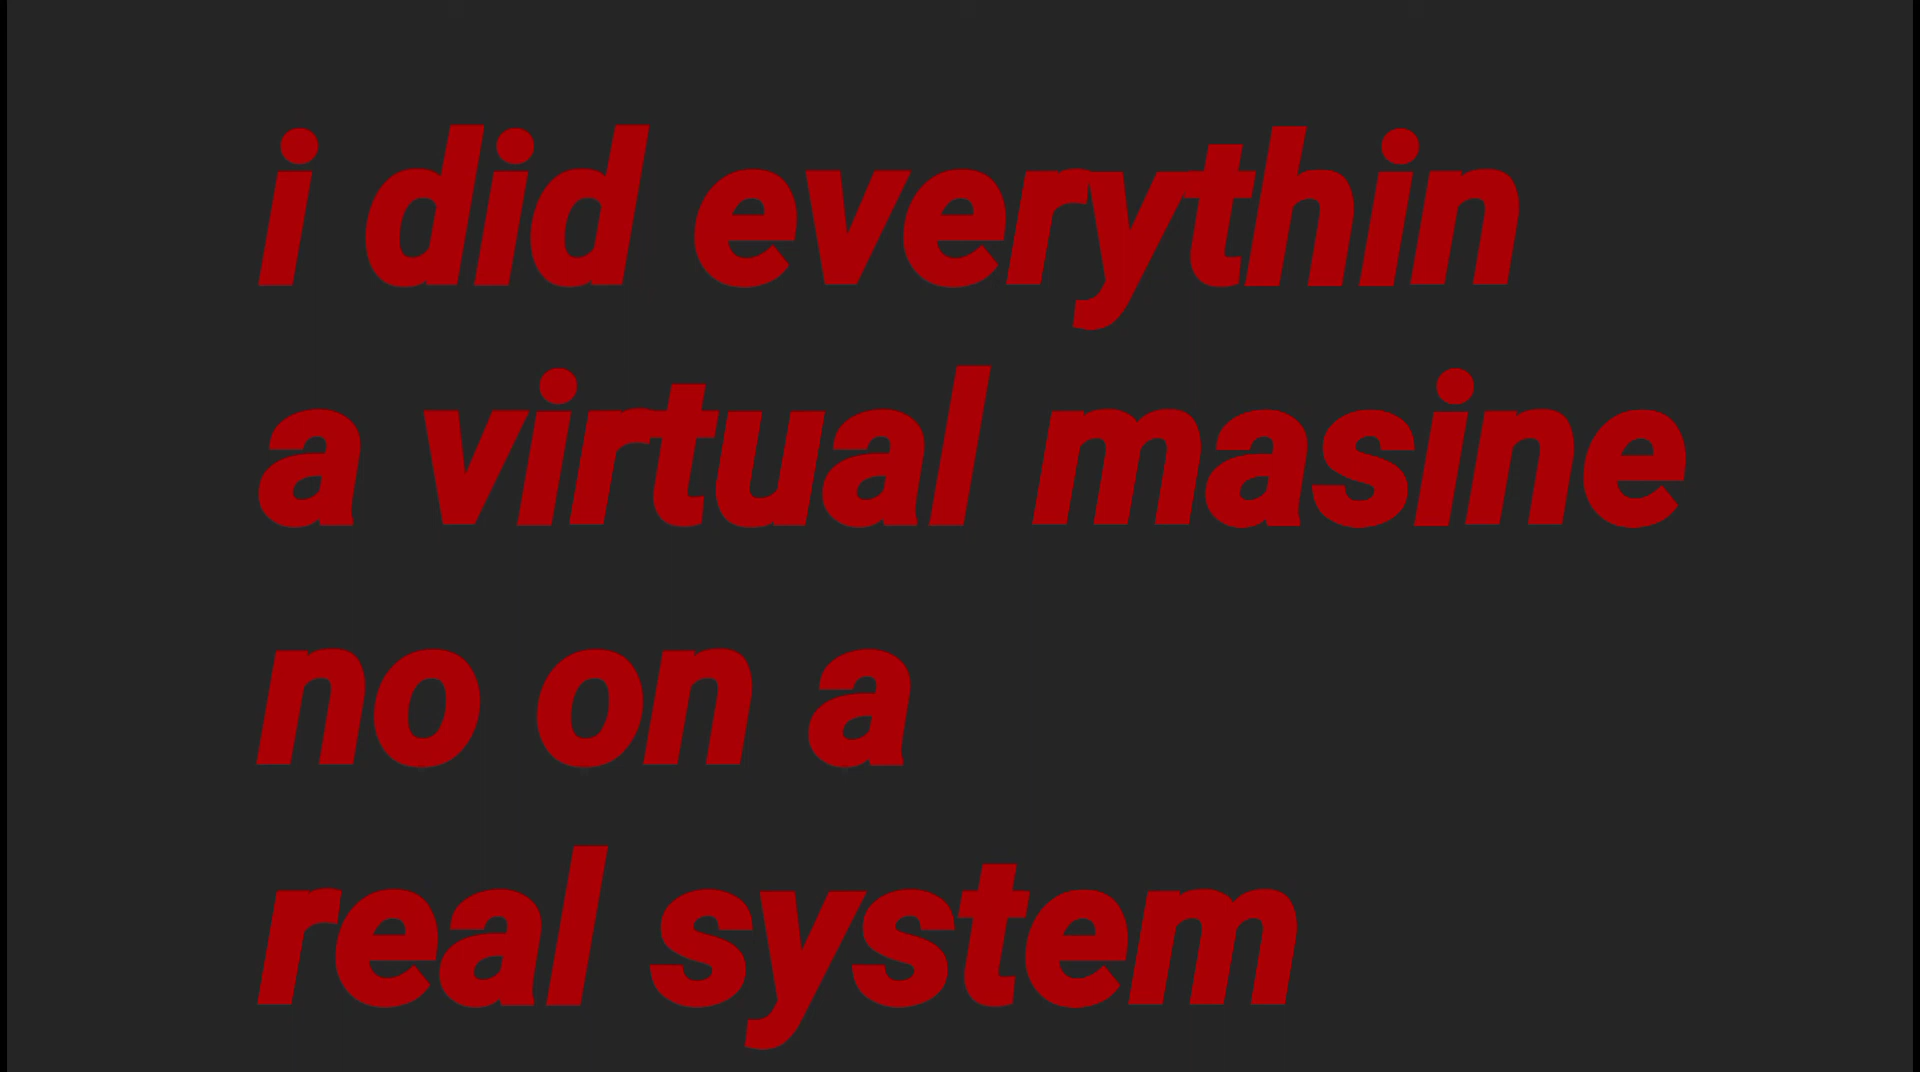 i did everythin
a virtual masine
no on a
real system